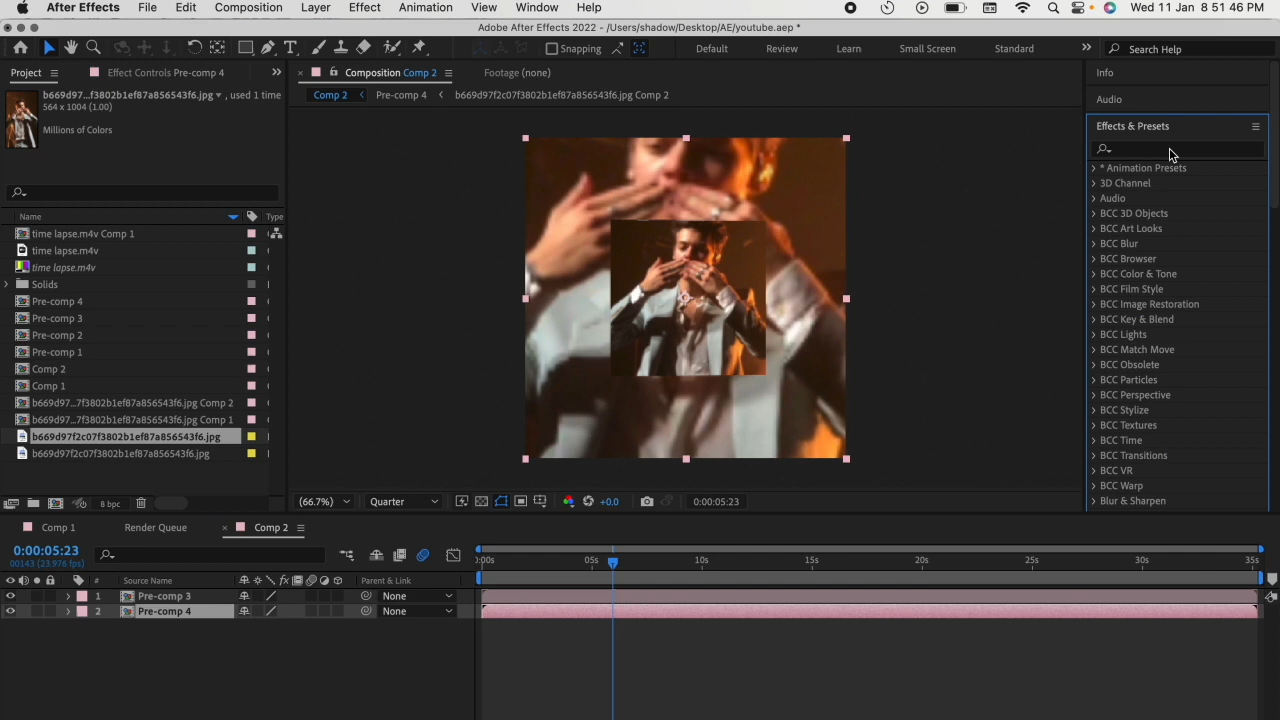 After Effects File Edit Composition Layer Effect Animation View Window Help Wed 11 Jan 8 51 46 PM
Adobe After Effects 2022 - /Users/shadow/Desktop/AE/youtube.aep *
Snapping Default Review Learn Small Screen Standard >> Search Help
Project Effect Controls Pre-comp 4 >>
Composition Comp 2 Footage (none)
Comp 2 Pre-comp 4 b669d97f2c07f3802b1ef87a856543f6.jpg Comp 2
b669d97...f3802b1ef87a856543f6.jpg , used 1 time
564 x 1004 (1.00)
Millions of Colors
Name Type
time lapse.m4v Comp 1
time lapse.m4v
time lapse.m4v
Solids
Pre-comp 4
Pre-comp 3
Pre-comp 2
Pre-comp 1
Comp 2
Comp 1
b669d97...7f3802b1ef87a856543f6.jpg Comp 2
b669d97...7f3802b1ef87a856543f6.jpg Comp 1
b669d97f2c07f3802b1ef87a856543f6.jpg
b669d97f2c07f3802b1ef87a856543f6.jpg
8 bpc
(66.7%) Quarter +0.0 0:00:05:23
Info
Audio
Effects & Presets
* Animation Presets
3D Channel
Audio
BCC 3D Objects
BCC Art Looks
BCC Blur
BCC Browser
BCC Color & Tone
BCC Film Style
BCC Image Restoration
BCC Key & Blend
BCC Lights
BCC Match Move
BCC Obsolete
BCC Particles
BCC Perspective
BCC Stylize
BCC Textures
BCC Time
BCC Transitions
BCC VR
BCC Warp
Blur & Sharpen
Comp 1 Render Queue Comp 2
0:00:05:23
00143 (23.976 fps)
:00s 05s 10s 15s 20s 25s 30s 35s
# Source Name fx Parent & Link
1 Pre-comp 3 None
2 Pre-comp 4 None